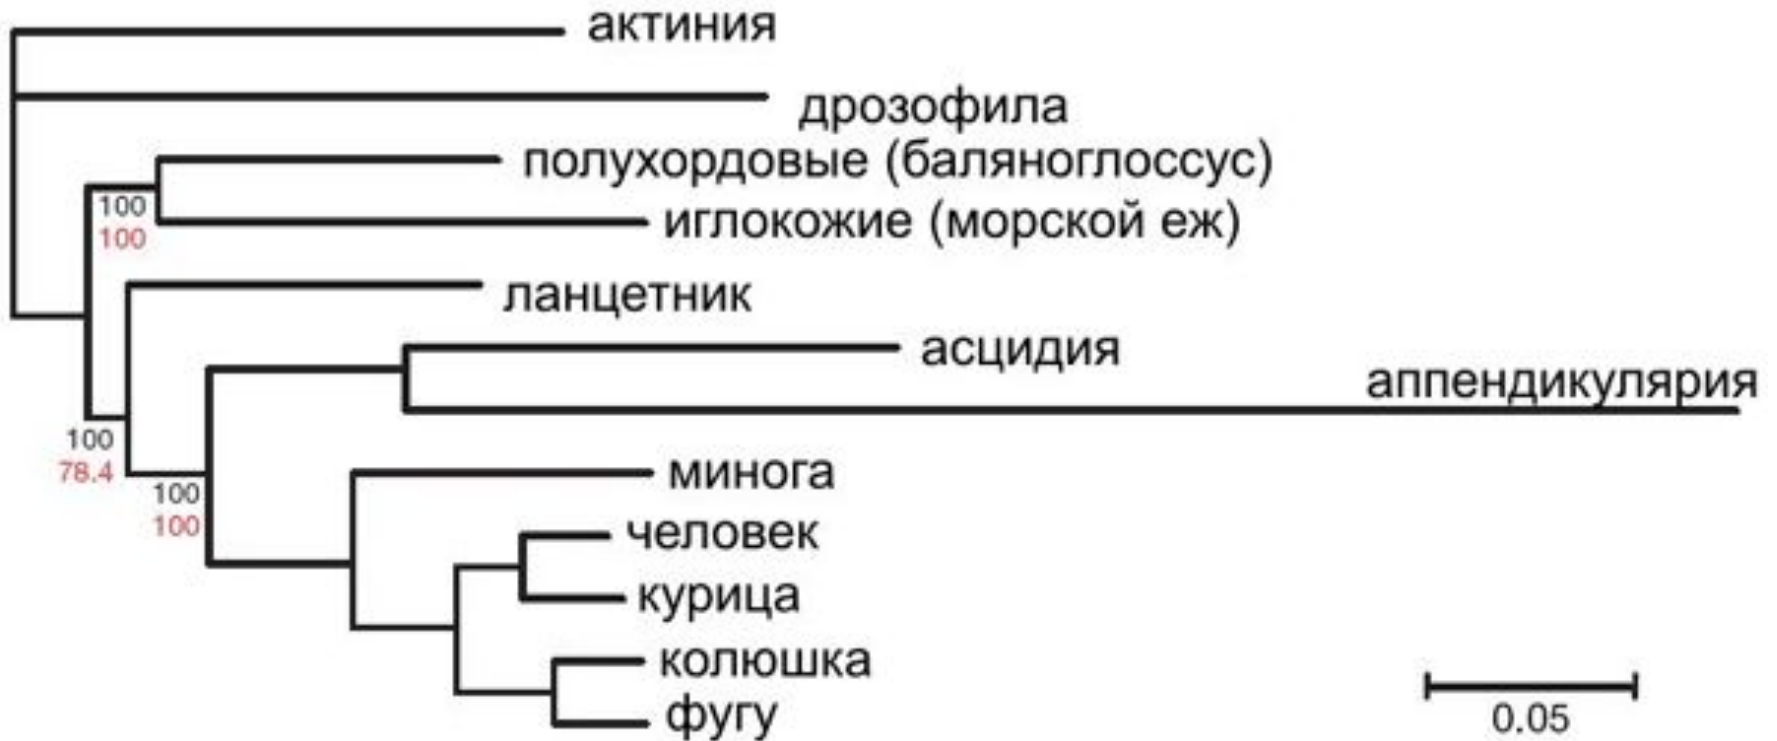 актиния
дрозофила
полухордовые (баляноглоссус)
100
100
иглокожие (морской еж)
ланцетник
асцидия
аппендикулярия
100
78.4
минога
100
100
человек
курица
колюшка
фугу
0.05